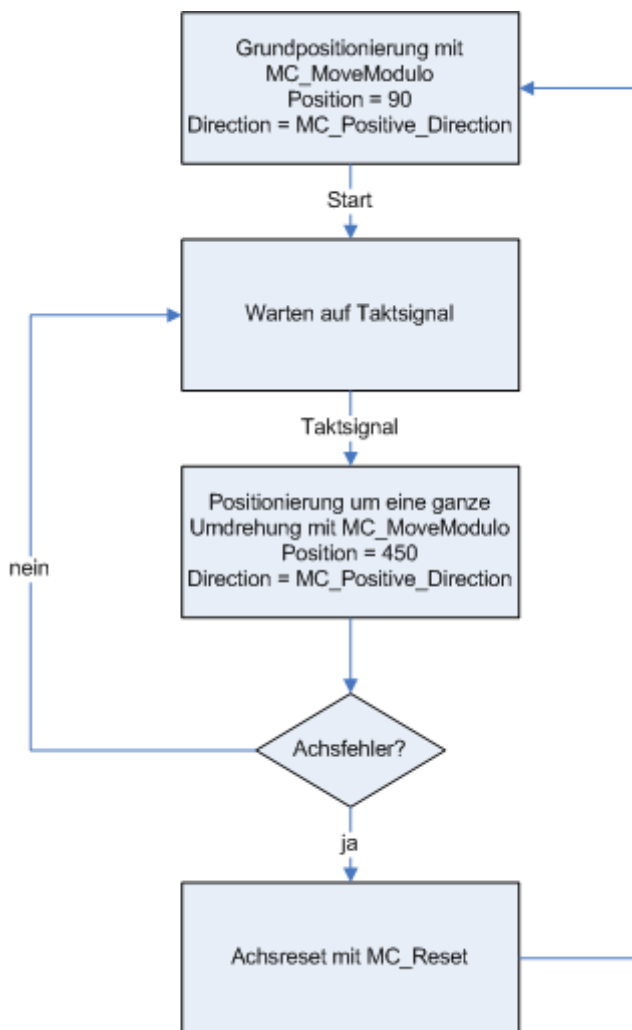 Grundpositionierung mit
MC_MoveModulo
Position = 90
Direction = MC_Positive_Direction
Start
Warten auf Taktsignal
Taktsignal
Positionierung um eine ganze
Umdrehung mit MC_MoveModulo
Position = 450
Direction = MC_Positive_Direction
nein
Achsfehler?
ja
Achsreset mit MC_Reset